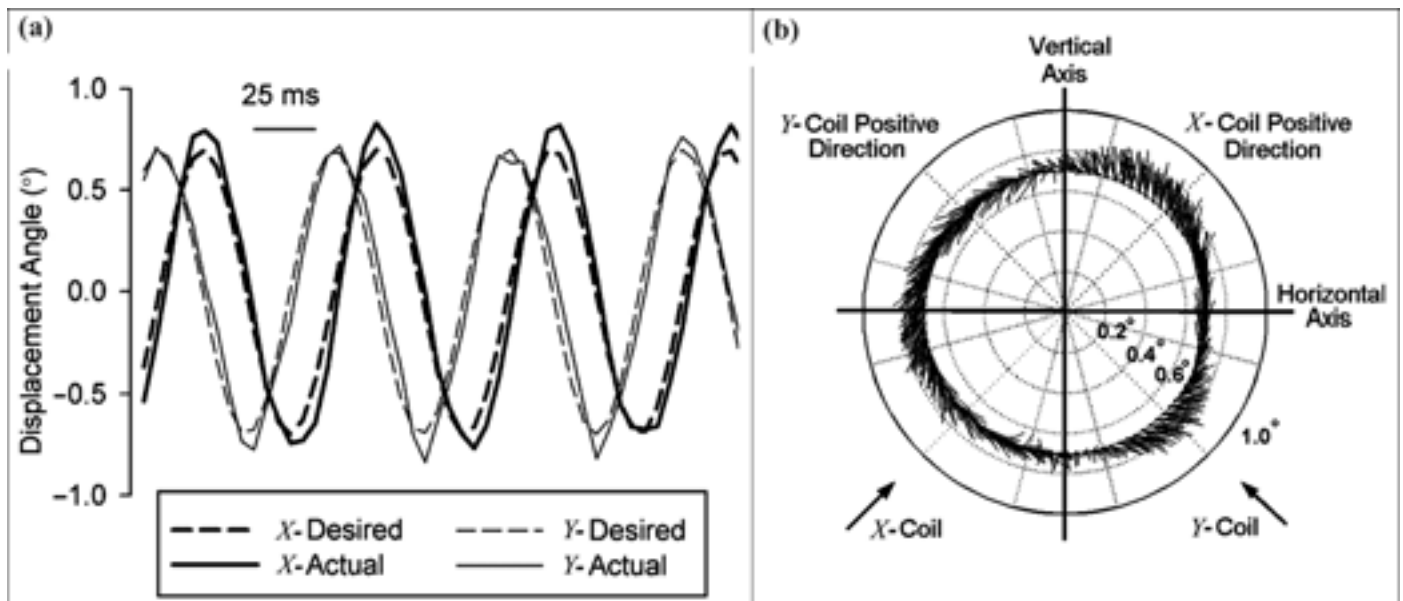 (a)
1.0
0.5
0.0
−0.5
−1.0
Displacement Angle (°)
25 ms
X-Desired
Y-Desired
X-Actual
Y-Actual
(b)
Vertical
Axis
Y-Coil Positive
Direction
X-Coil Positive
Direction
Horizontal
Axis
0.2°
0.4°
0.6°
1.0°
X-Coil
Y-Coil